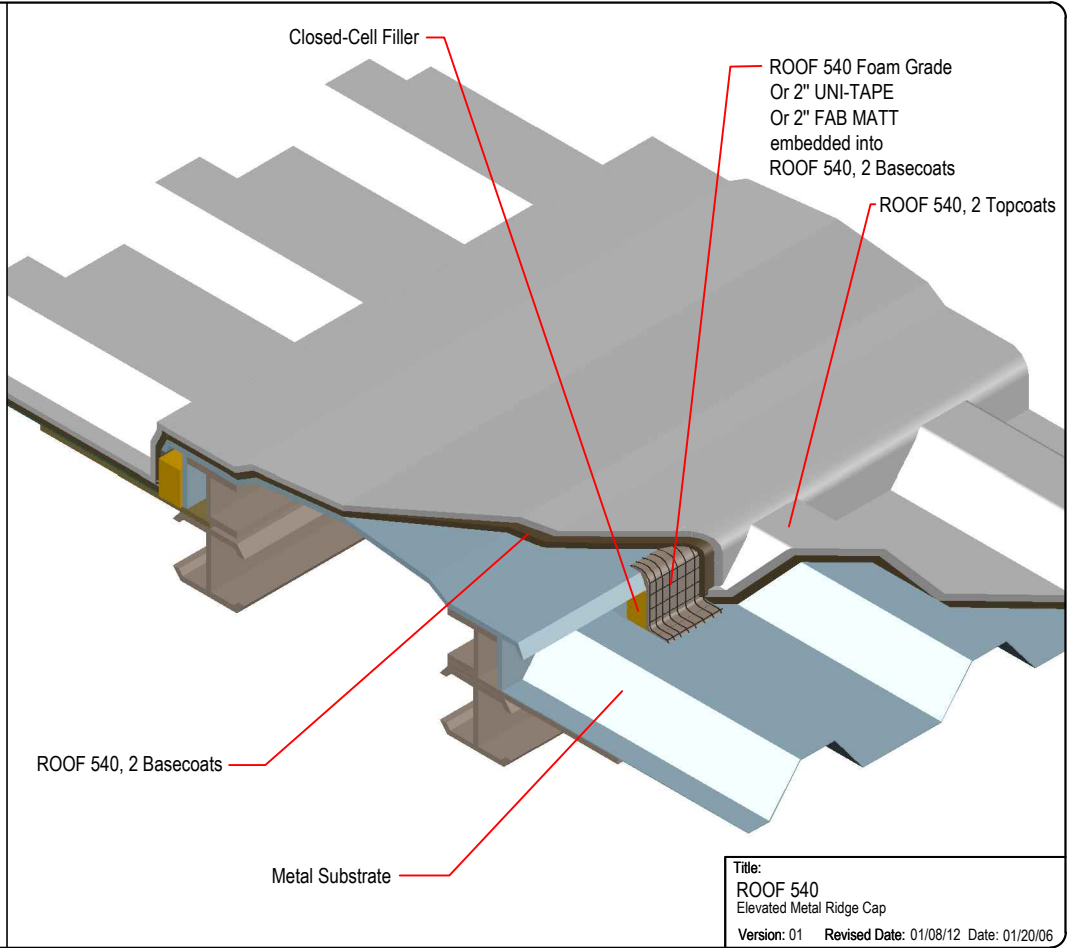 Closed-Cell Filler
ROOF 540 Foam Grade
Or 2" UNI-TAPE
Or 2" FAB MATT
embedded into
ROOF 540, 2 Basecoats
ROOF 540, 2 Topcoats
ROOF 540, 2 Basecoats
Metal Substrate
Title:
ROOF 540
Elevated Metal Ridge Cap
Version: 01 Revised Date: 01/08/12 Date: 01/20/06